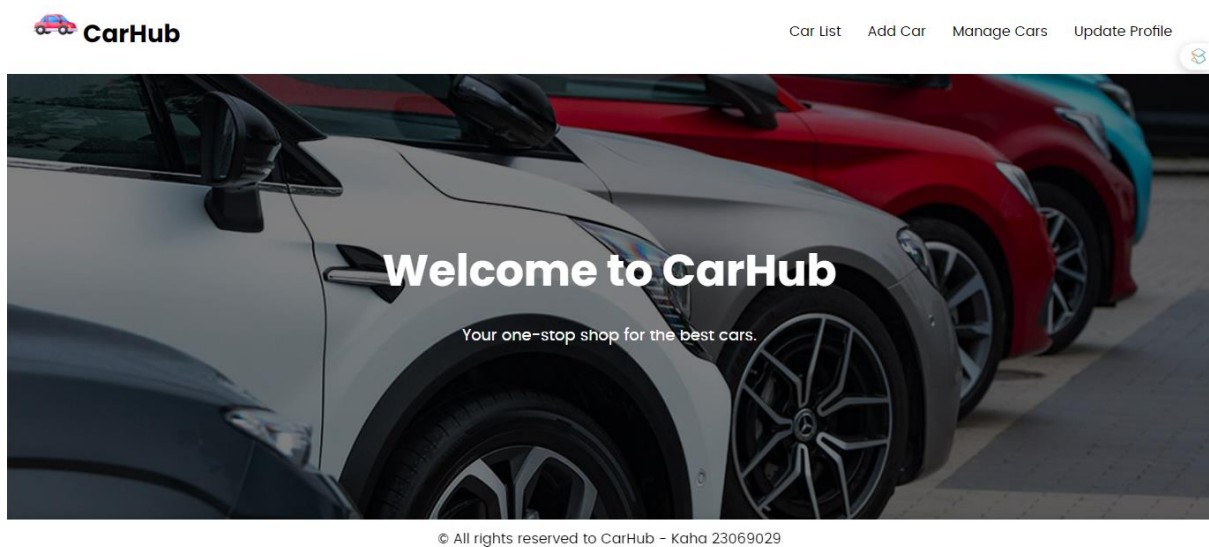 CarHub
Car List Add Car Manage Cars Update Profile
Welcome to CarHub
Your one-stop shop for the best cars.
© All rights reserved to CarHub - Kaha 23069029